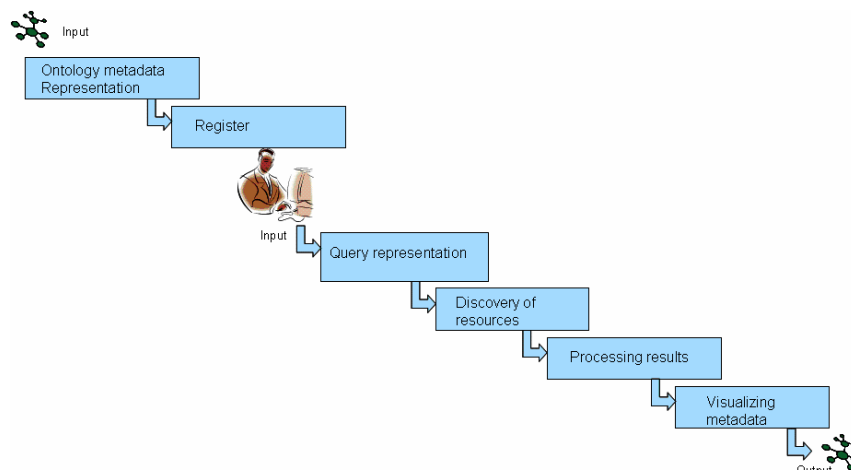 Input
Ontology metadata
Representation
Register
Input
Query representation
Discovery of
resources
Processing results
Visualizing
metadata
Output